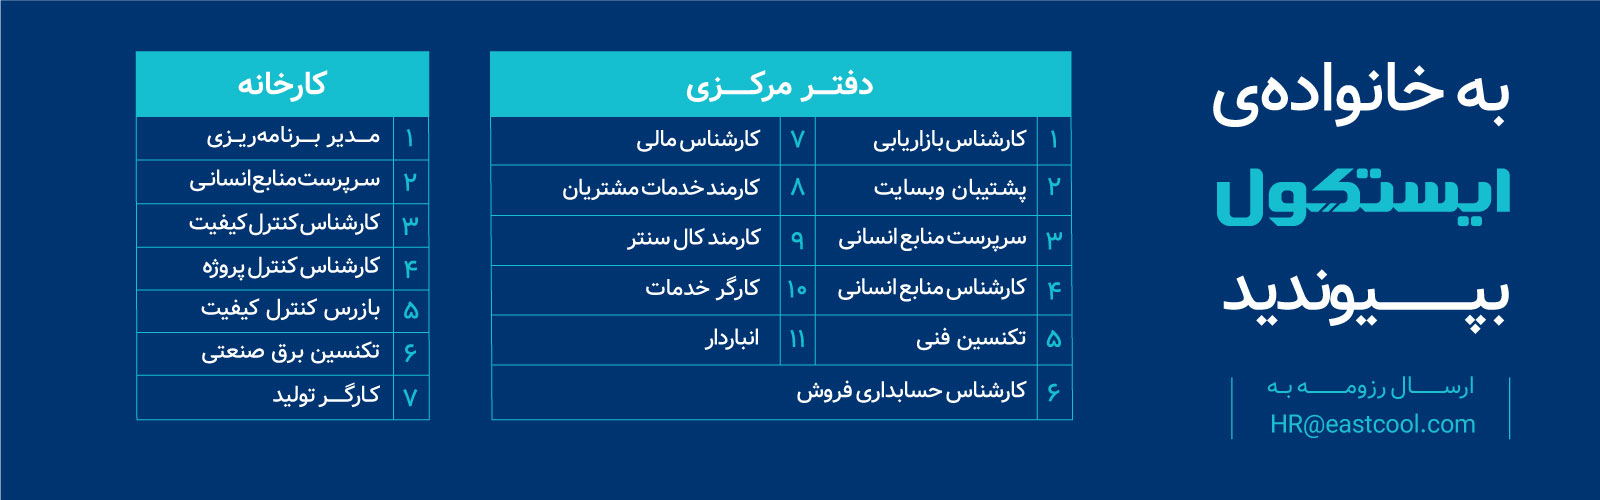 به خانواده‌ی
ایستکول
بپیوندید
ارسال رزومه به
HR@eastcool.com
دفتر مرکزی
۱ کارشناس بازاریابی
۲ پشتیبان وبسایت
۳ سرپرست منابع انسانی
۴ کارشناس منابع انسانی
۵ تکنسین فنی
۶ کارشناس حسابداری فروش
۷ کارشناس مالی
۸ کارمند خدمات مشتریان
۹ کارمند کال سنتر
۱۰ کارگر خدمات
۱۱ انباردار
کارخانه
۱ مدیر برنامه‌ریزی
۲ سرپرست منابع انسانی
۳ کارشناس کنترل کیفیت
۴ کارشناس کنترل پروژه
۵ بازرس کنترل کیفیت
۶ تکنسین برق صنعتی
۷ کارگر تولید